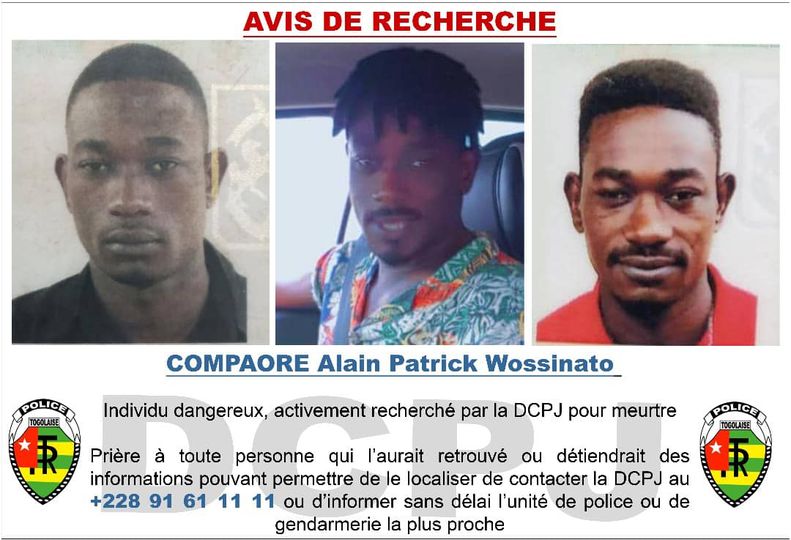 AVIS DE RECHERCHE
COMPAORE Alain Patrick Wossinato
Individu dangereux, activement recherché par la DCPJ pour meurtre
Prière à toute personne qui l'aurait retrouvé ou détiendrait des
informations pouvant permettre de le localiser de contacter la DCPJ au
+228 91 61 11 11 ou d'informer sans délai l'unité de police ou de
gendarmerie la plus proche
DCPJ
POLICE
TOGOLAISE
POLICE
TOGOLAISE